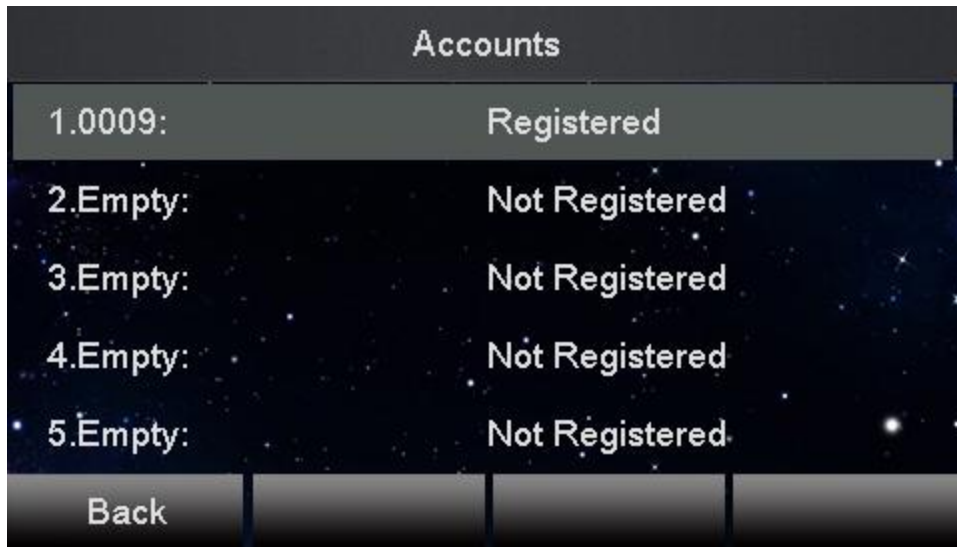 Accounts
1.0009: Registered
2.Empty: Not Registered
3.Empty: Not Registered
4.Empty: Not Registered
5.Empty: Not Registered
Back